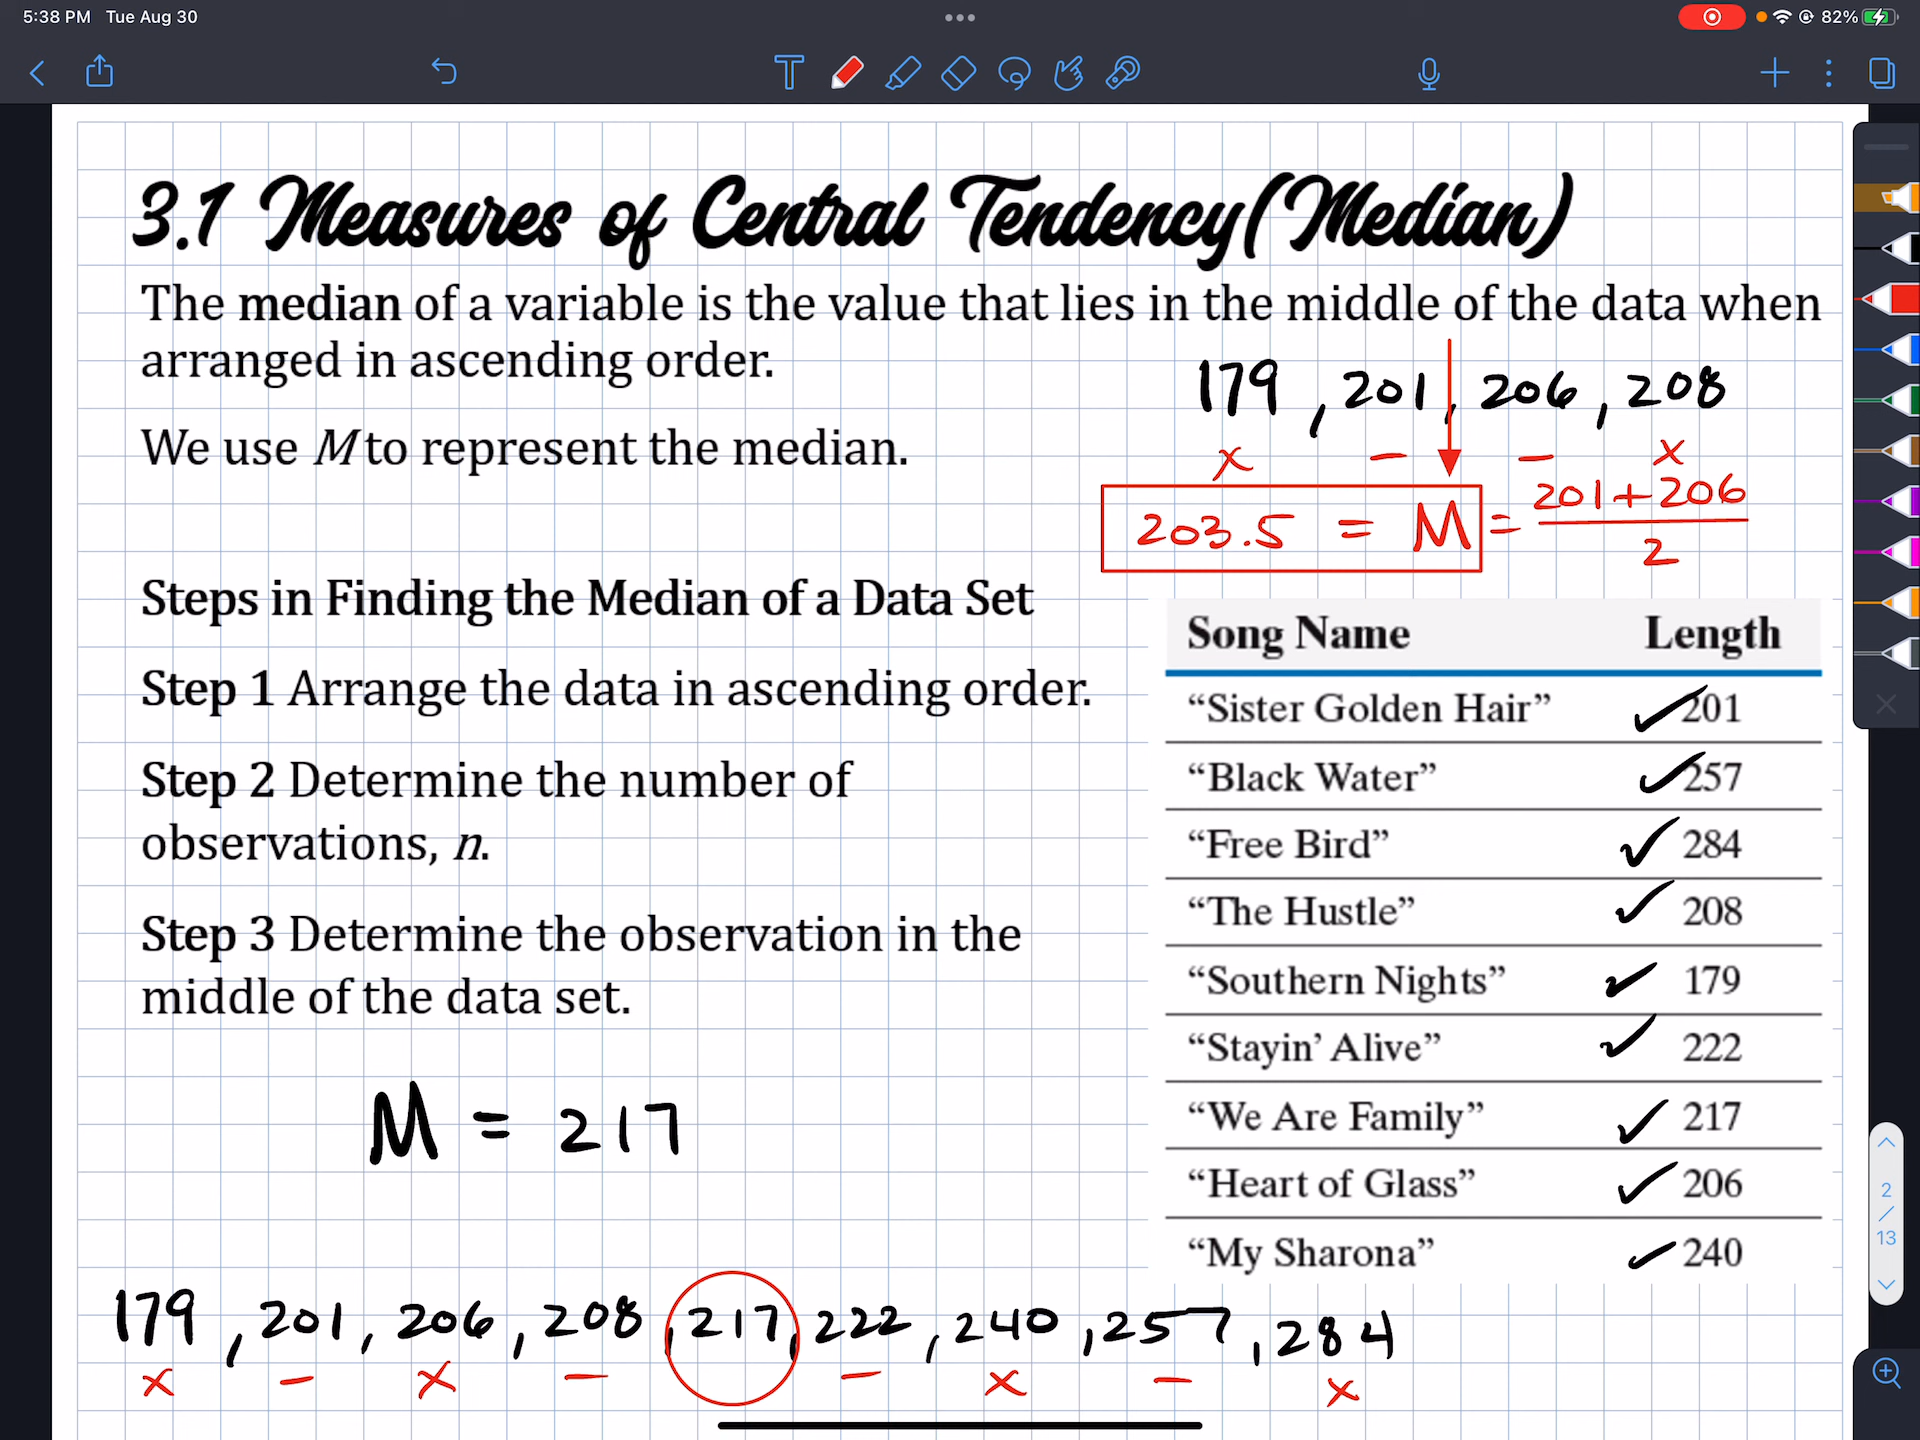 5:38 PM Tue Aug 30
82%
3.1 Measures of Central Tendency(Median)
The median of a variable is the value that lies in the middle of the data when
arranged in ascending order.
179 , 201 , 206 , 208
x – – x
We use M to represent the median.
203.5 = M = 201+206
2
Steps in Finding the Median of a Data Set
Step 1 Arrange the data in ascending order.
Step 2 Determine the number of
observations, n.
Step 3 Determine the observation in the
middle of the data set.
M = 217
Song Name Length
“Sister Golden Hair” ✓ 201
“Black Water” ✓ 257
“Free Bird” ✓ 284
“The Hustle” ✓ 208
“Southern Nights” ✓ 179
“Stayin’ Alive” ✓ 222
“We Are Family” ✓ 217
“Heart of Glass” ✓ 206
“My Sharona” ✓ 240
179 , 201 , 206 , 208 , 217 , 222 , 240 , 257 , 284
x – x – – x – x
2
/
13